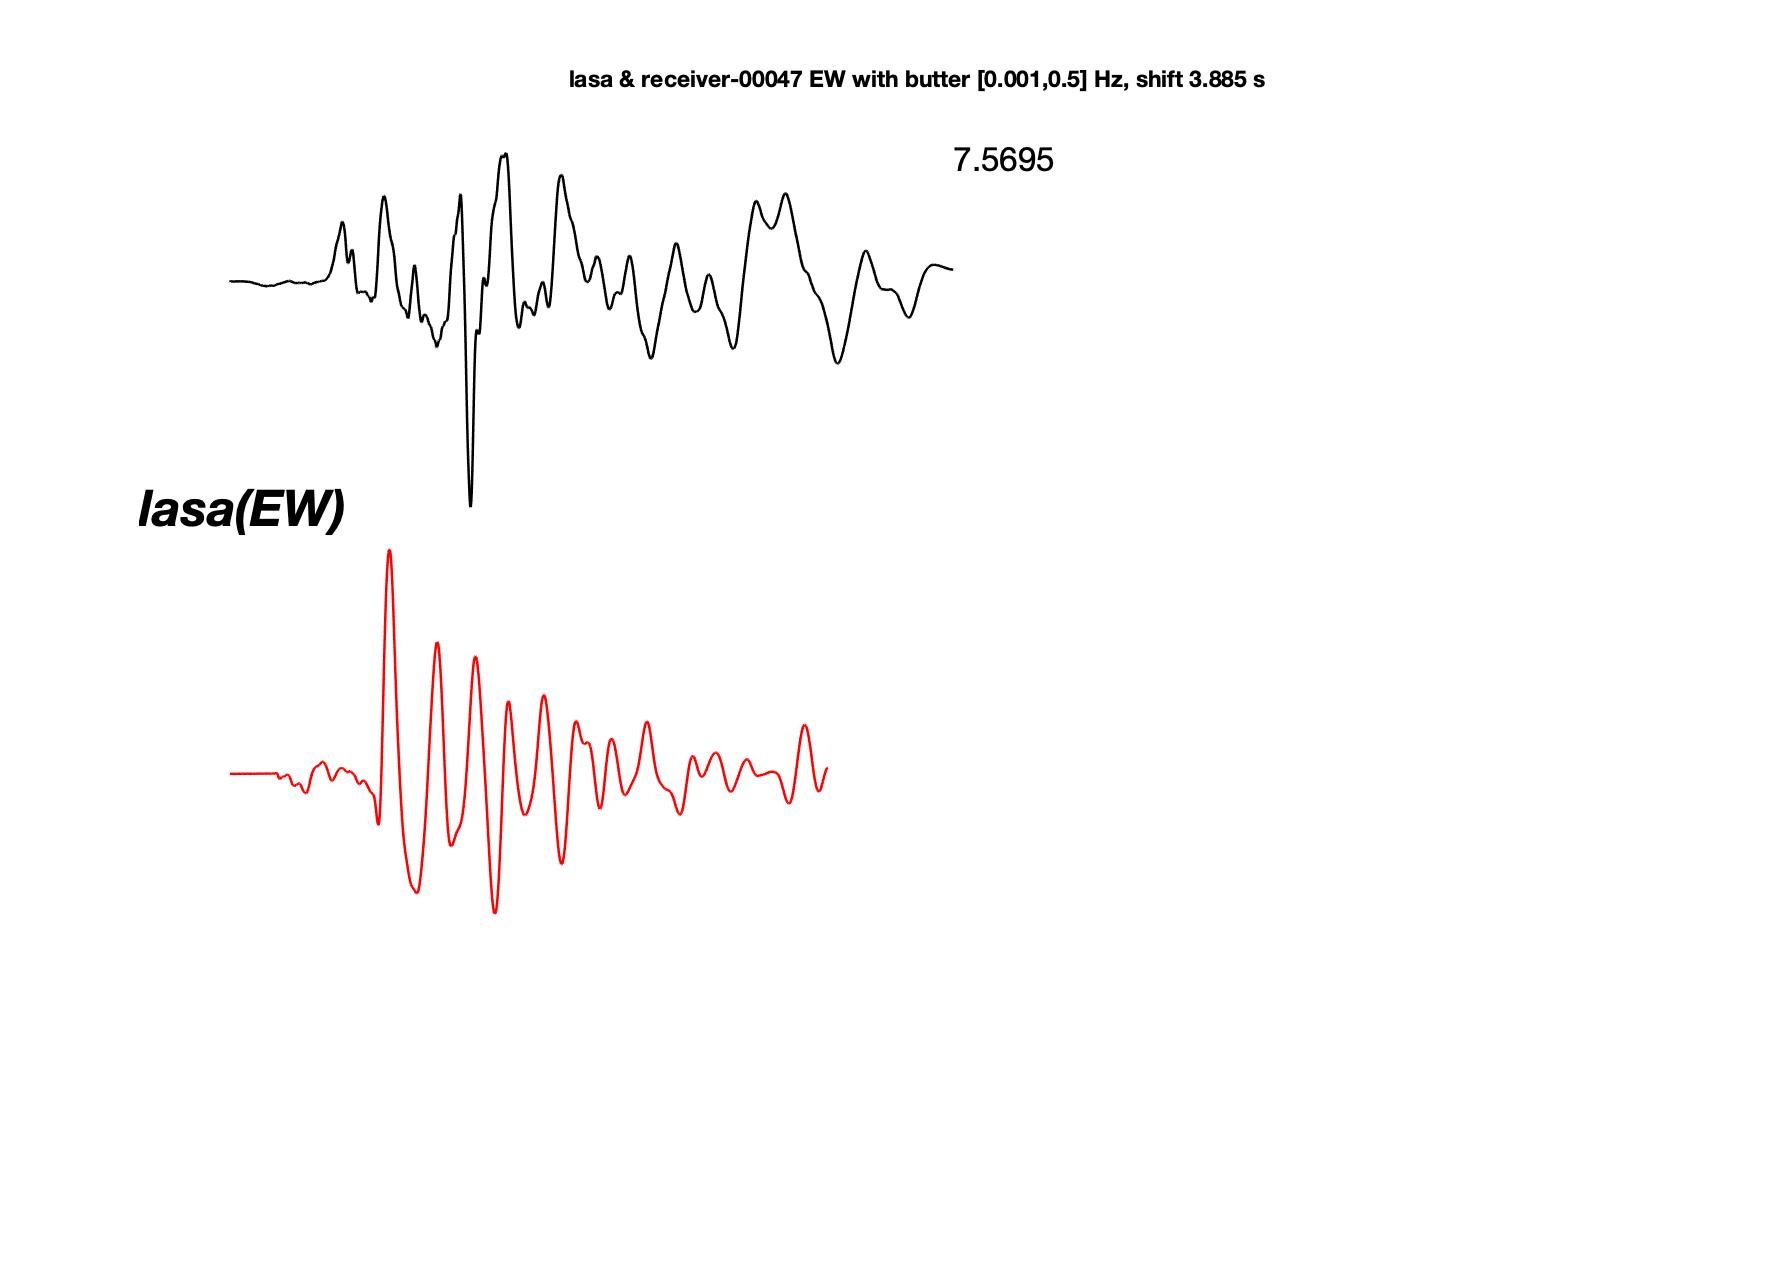 lasa & receiver-00047 EW with butter [0.001,0.5] Hz, shift 3.885 s
7.5695
lasa(EW)